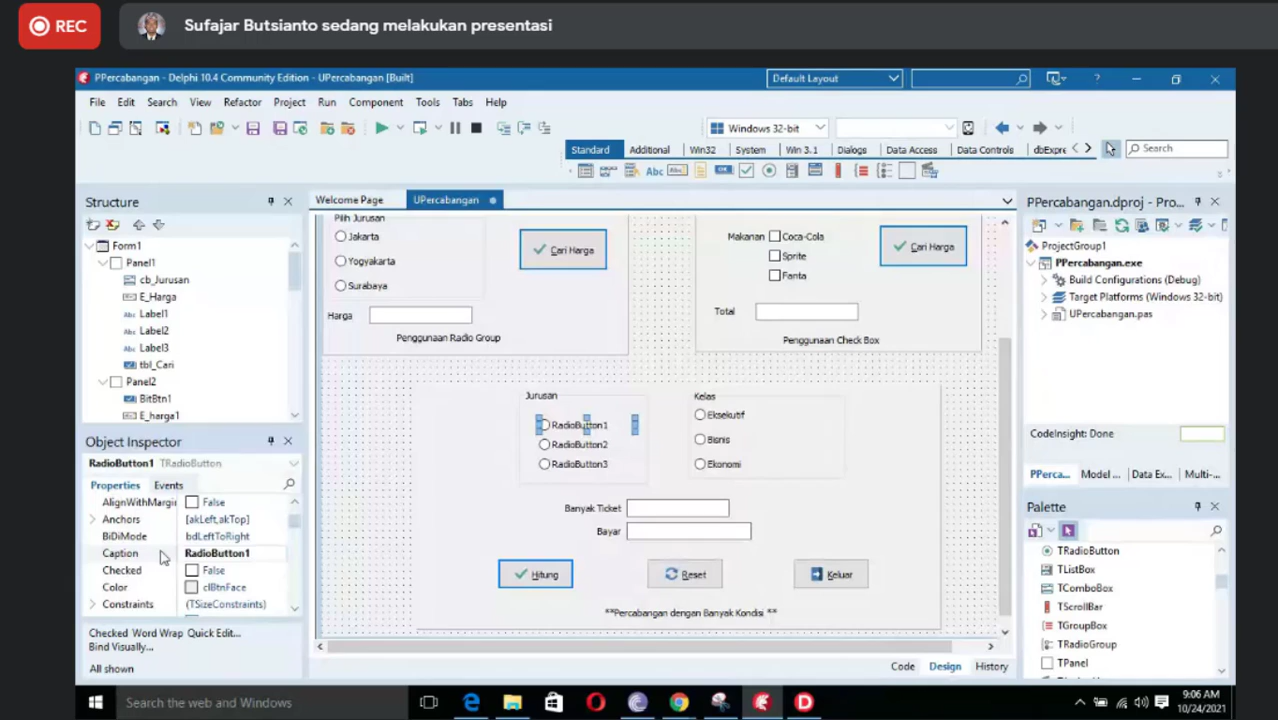 REC
Sufajar Butsianto sedang melakukan presentasi
PPercabangan - Delphi 10.4 Community Edition - UPercabangan [Built]
Default Layout
File Edit Search View Refactor Project Run Component Tools Tabs Help
Windows 32-bit
Standard Additional Win32 System Win 3.1 Dialogs Data Access Data Controls dbExpre
Search
Structure
Form1
Panel1
cb_Jurusan
E_Harga
Label1
Label2
Label3
tbl_Cari
Panel2
BitBtn1
E_harga1
Object Inspector
RadioButton1 TRadioButton
Properties Events
AlignWithMargin False
Anchors [akLeft,akTop]
BiDiMode bdLeftToRight
Caption RadioButton1
Checked False
Color clBtnFace
Constraints (TSizeConstraints)
Checked Word Wrap Quick Edit...
Bind Visually...
All shown
Welcome Page UPercabangan
Pilih Jurusan
Jakarta
Yogyakarta
Surabaya
Cari Harga
Harga
Penggunaan Radio Group
Makanan Coca-Cola
Sprite
Fanta
Cari Harga
Total
Penggunaan Check Box
Jurusan
RadioButton1
RadioButton2
RadioButton3
Kelas
Eksekutif
Bisnis
Ekonomi
Banyak Ticket
Bayar
Hitung Reset Keluar
**Percabangan dengan Banyak Kondisi **
Code Design History
PPercabangan.dproj - Pro...
ProjectGroup1
PPercabangan.exe
Build Configurations (Debug)
Target Platforms (Windows 32-bit)
UPercabangan.pas
CodeInsight: Done
PPerca... Model ... Data Ex... Multi-...
Palette
TRadioButton
TListBox
TComboBox
TScrollBar
TGroupBox
TRadioGroup
TPanel
Search the web and Windows
9:06 AM
10/24/2021